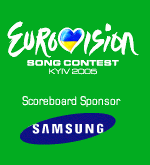 EUROVISION
SONG CONTEST
KYIV 2005
Scoreboard Sponsor
SAMSUNG